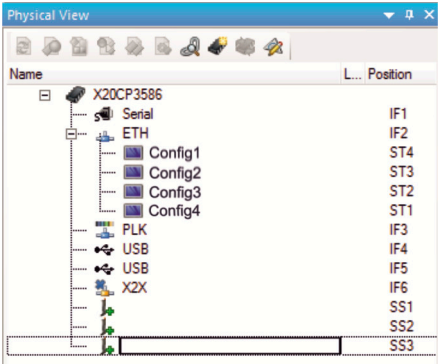 Physical View
Name L... Position
X20CP3586
Serial IF1
ETH IF2
Config1 ST4
Config2 ST3
Config3 ST2
Config4 ST1
PLK IF3
USB IF4
USB IF5
X2X IF6
SS1
SS2
SS3